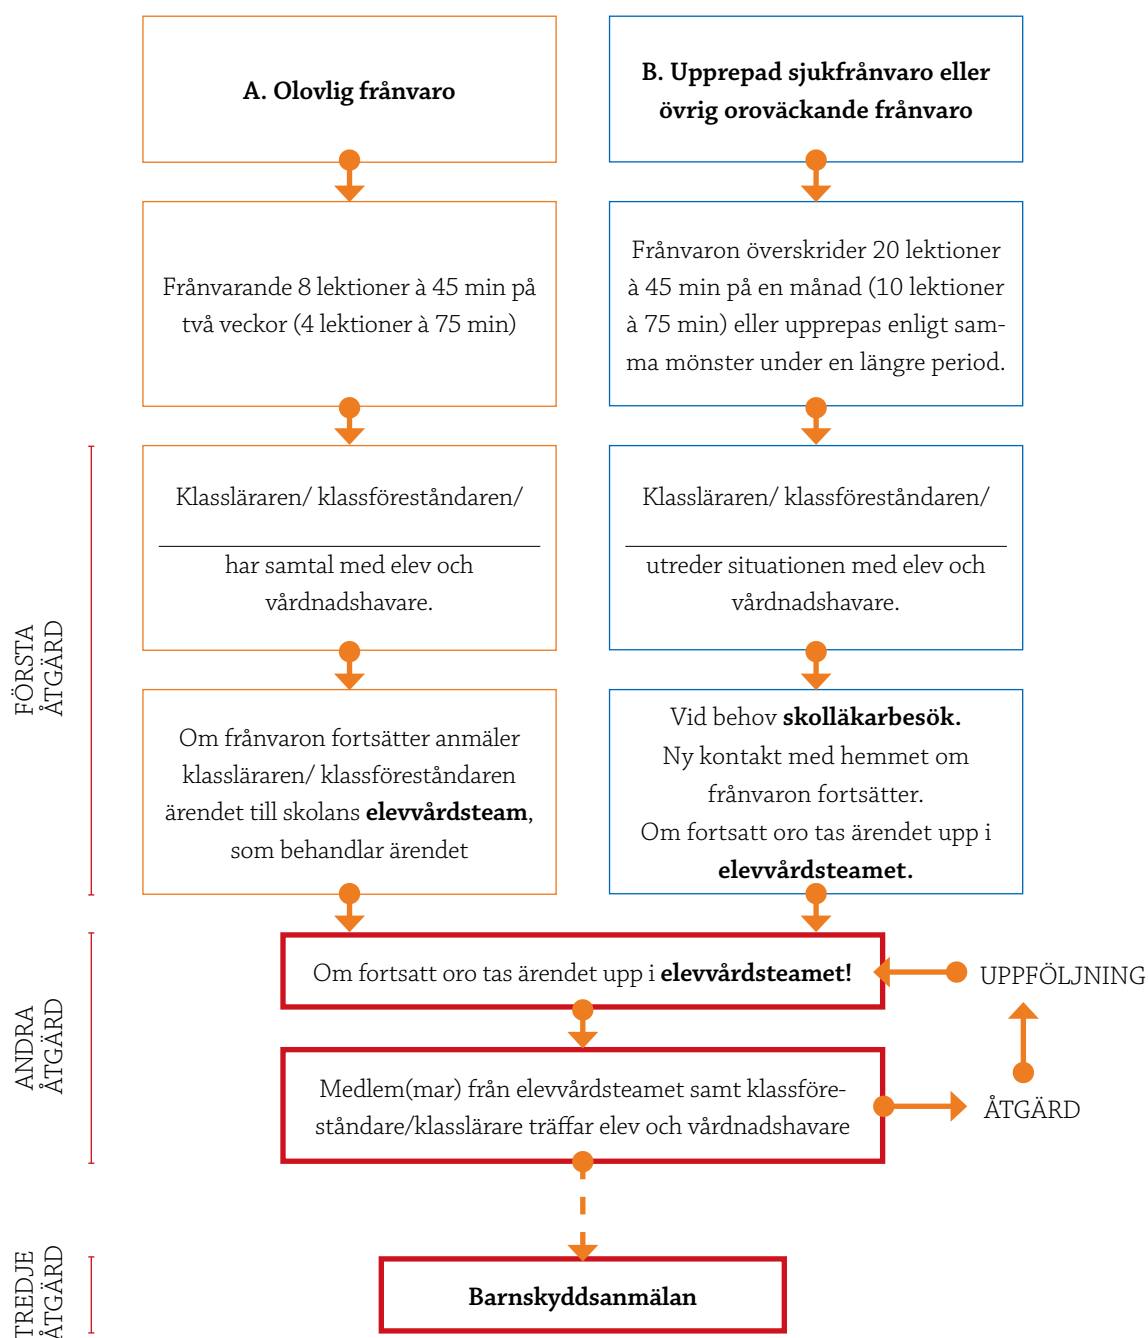 A. Olovlig frånvaro
B. Upprepad sjukfrånvaro eller
övrig oroväckande frånvaro
Frånvarande 8 lektioner à 45 min på
två veckor (4 lektioner à 75 min)
Frånvaron överskrider 20 lektioner
à 45 min på en månad (10 lektioner
à 75 min) eller upprepas enligt sam-
ma mönster under en längre period.
FÖRSTA
ÅTGÄRD
Klassläraren/ klassföreståndaren/
har samtal med elev och
vårdnadshavare.
Klassläraren/ klassföreståndaren/
utreder situationen med elev och
vårdnadshavare.
Om frånvaron fortsätter anmäler
klassläraren/ klassföreståndaren
ärendet till skolans elevvårdsteam,
som behandlar ärendet
Vid behov skolläkarbesök.
Ny kontakt med hemmet om
frånvaron fortsätter.
Om fortsatt oro tas ärendet upp i
elevvårdsteamet.
ANDRA
ÅTGÄRD
Om fortsatt oro tas ärendet upp i elevvårdsteamet!
UPPFÖLJNING
Medlem(mar) från elevvårdsteamet samt klassföre-
ståndare/klasslärare träffar elev och vårdnadshavare
ÅTGÄRD
TREDJE
ÅTGÄRD
Barnskyddsanmälan